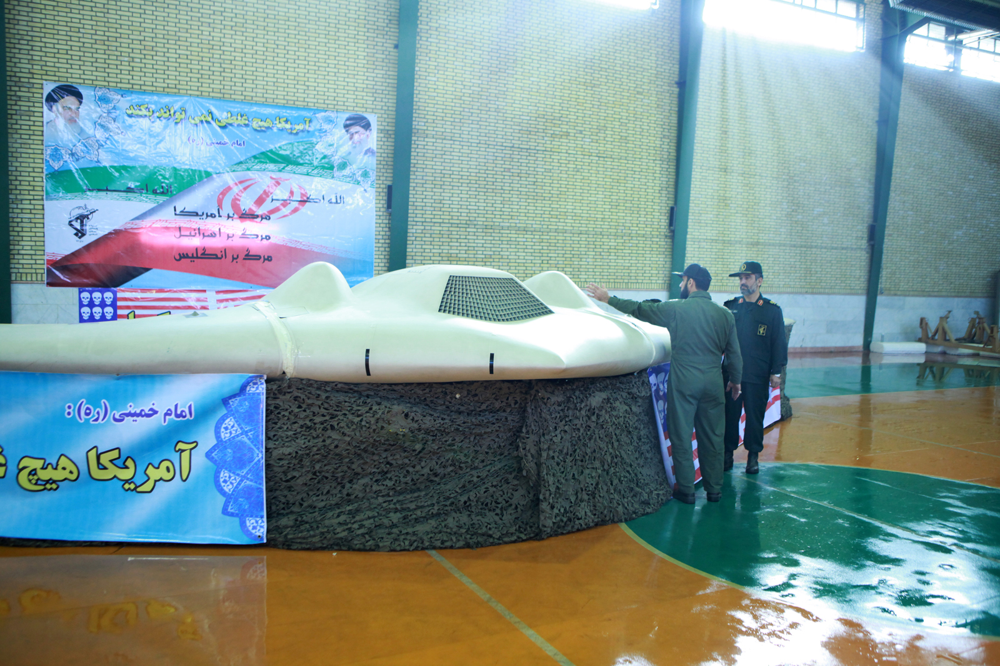 آمریکا هیچ غلطی نمی تواند بکند
امام خمینی (ره)
الله اکبر
الله اکبر
مرگ بر آمریکا
مرگ بر اسرائیل
مرگ بر انگلیس
امام خمینی (ره) :
آمریکا هیچ